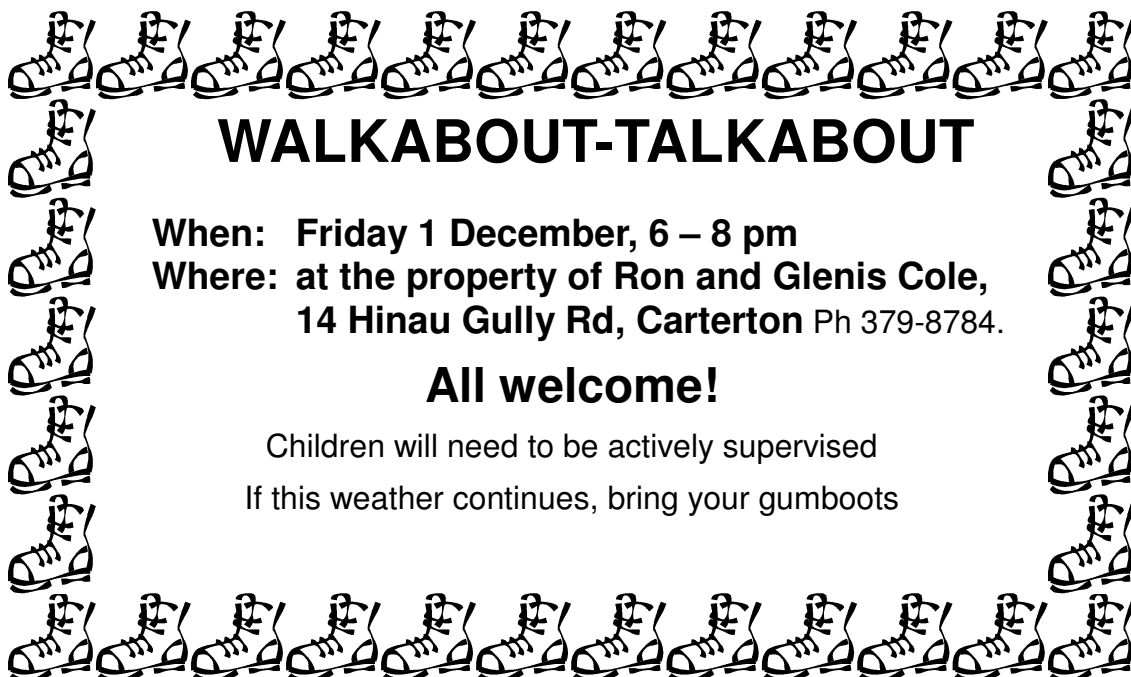 WALKABOUT-TALKABOUT
When: Friday 1 December, 6 – 8 pm
Where: at the property of Ron and Glenis Cole,
14 Hinau Gully Rd, Carterton Ph 379-8784.
All welcome!
Children will need to be actively supervised
If this weather continues, bring your gumboots